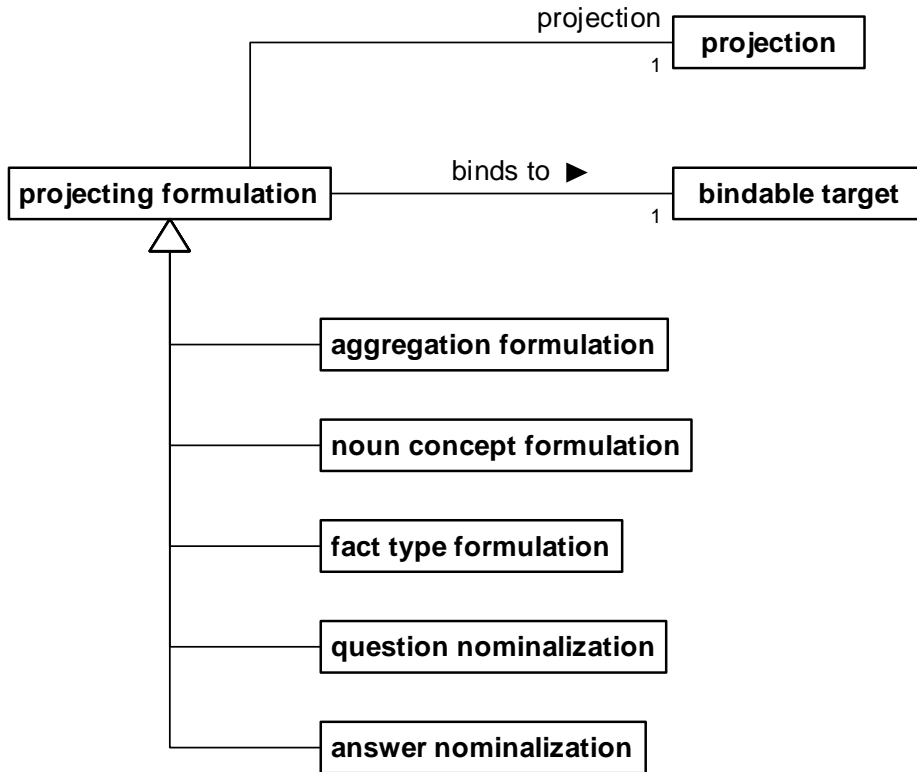 projection
projection
1
projecting formulation
binds to ►
bindable target
1
aggregation formulation
noun concept formulation
fact type formulation
question nominalization
answer nominalization